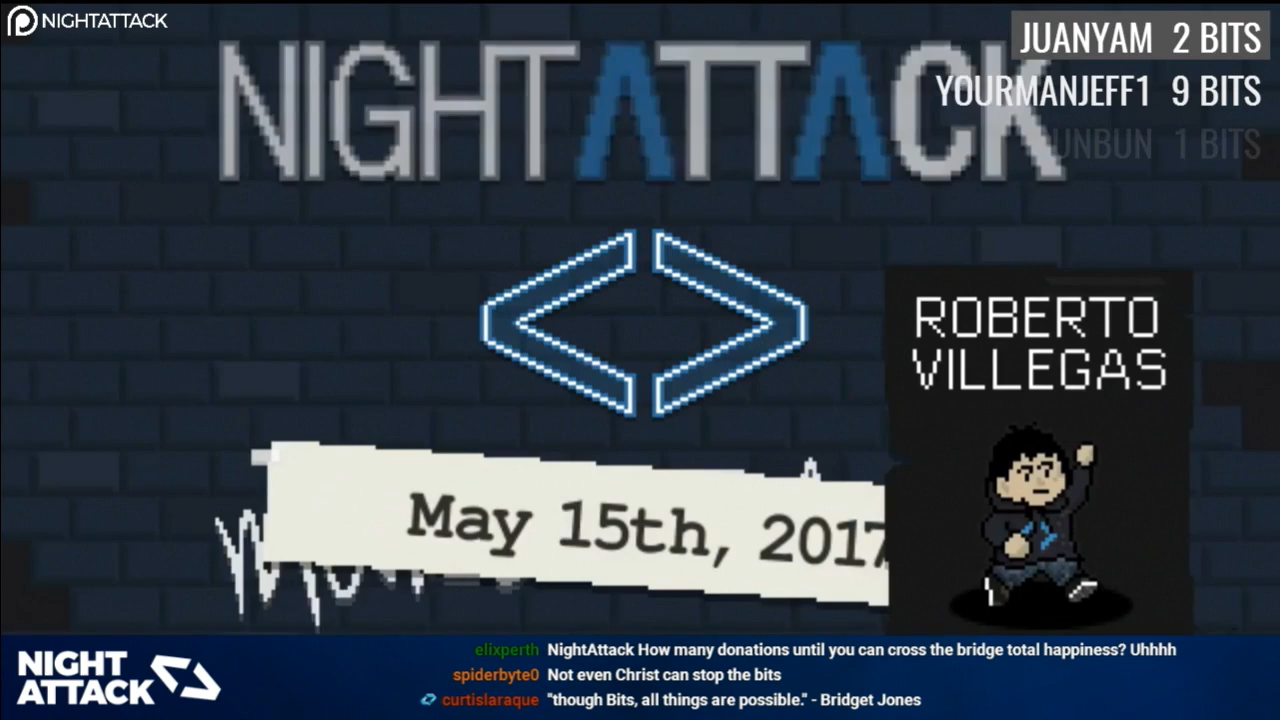 NIGHTATTACK
JUANYAM 2 BITS
YOURMANJEFF1 9 BITS
1 BITS
NIGHTATTACK
ROBERTO
VILLEGAS
May 15th, 2017
NIGHT
ATTACK
elixperth NightAttack How many donations until you can cross the bridge total happiness? Uhhhh
spiderbyte0 Not even Christ can stop the bits
curtislaraque "though Bits, all things are possible." - Bridget Jones